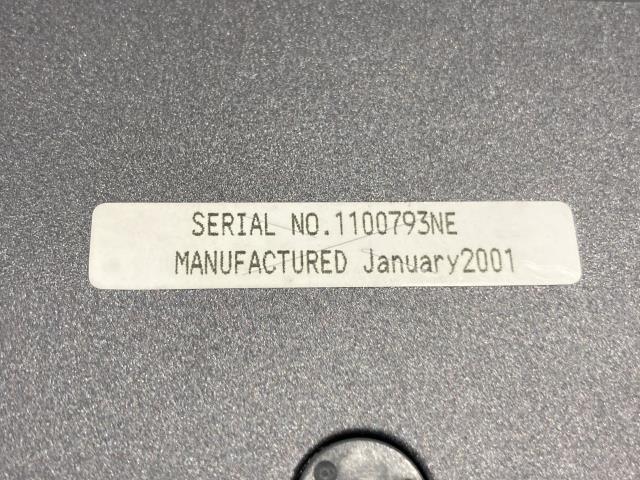 SERIAL NO.1100793NE
MANUFACTURED January2001